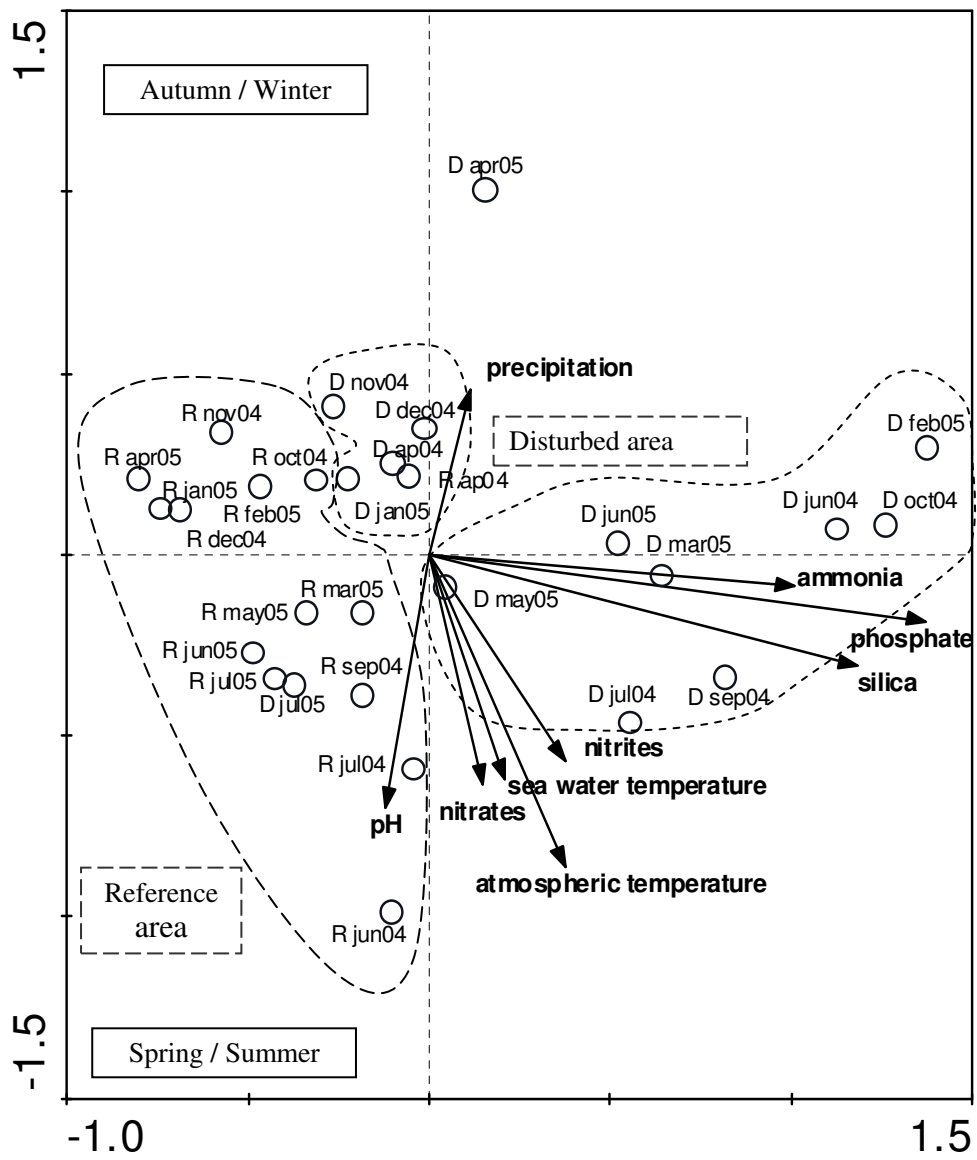 1.5
Autumn / Winter
D apr05
precipitation
D nov04
R nov04
D dec04
Disturbed area
D feb05
R apr05
R oct04
D ap04
R ap04
R jan05
R feb05
D jan05
D jun05
D jun04
D oct04
R dec04
D mar05
ammonia
R mar05
D may05
R may05
phosphate
R jun05
R sep04
silica
R jul05
D jul05
D jul04
D sep04
nitrites
R jul04
sea water temperature
nitrates
pH
atmospheric temperature
Reference
area
R jun04
Spring / Summer
-1.5
-1.0
1.5